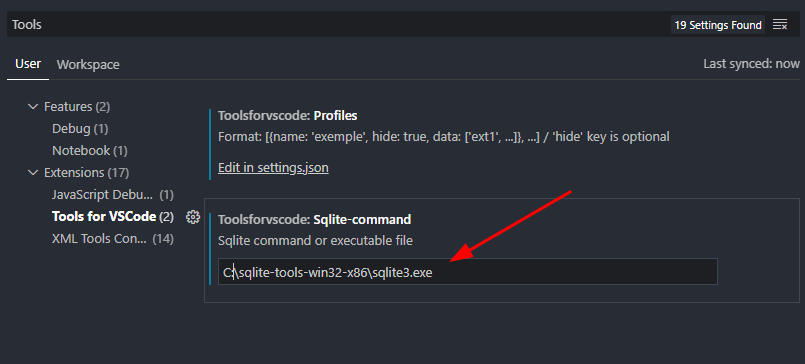 Tools
19 Settings Found
User
Workspace
Last synced: now
Features (2)
Debug (1)
Notebook (1)
Extensions (17)
JavaScript Debu... (1)
Tools for VSCode (2)
XML Tools Con... (14)
Toolsforvscode: Profiles
Format: [{name: 'exemple', hide: true, data: ['ext1', ...]}, ...] / 'hide' key is optional
Edit in settings.json
Toolsforvscode: Sqlite-command
Sqlite command or executable file
C:\sqlite-tools-win32-x86\sqlite3.exe